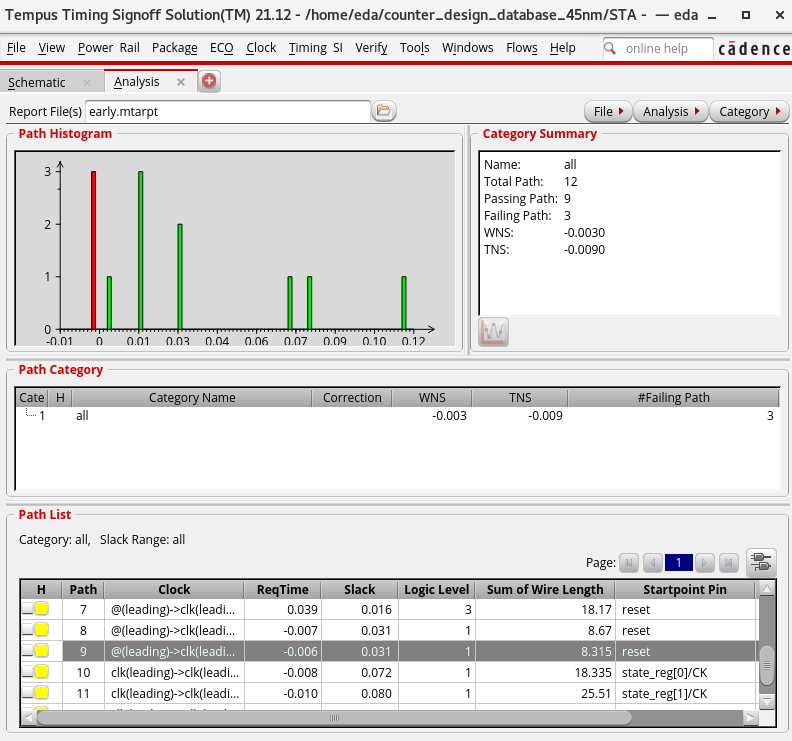 Tempus Timing Signoff Solution(TM) 21.12 - /home/eda/counter_design_database_45nm/STA - — eda
File View Power Rail Package ECO Clock Timing SI Verify Tools Windows Flows Help online help cādence
Schematic Analysis
Report File(s) early.mtarpt File Analysis Category
Path Histogram
3
2
1
0
-0.01 0 0.01 0.03 0.04 0.06 0.07 0.09 0.10 0.12
Category Summary
Name: all
Total Path: 12
Passing Path: 9
Failing Path: 3
WNS: -0.0030
TNS: -0.0090
Path Category
Cate H Category Name Correction WNS TNS #Failing Path
1 all -0.003 -0.009 3
Path List
Category: all, Slack Range: all
Page: 1
H Path Clock ReqTime Slack Logic Level Sum of Wire Length Startpoint Pin
7 @(leading)->clk(leadi... 0.039 0.016 3 18.17 reset
8 @(leading)->clk(leadi... -0.007 0.031 1 8.67 reset
9 @(leading)->clk(leadi... -0.006 0.031 1 8.315 reset
10 clk(leading)->clk(leadi... -0.008 0.072 1 18.335 state_reg[0]/CK
11 clk(leading)->clk(leadi... -0.010 0.080 1 25.51 state_reg[1]/CK